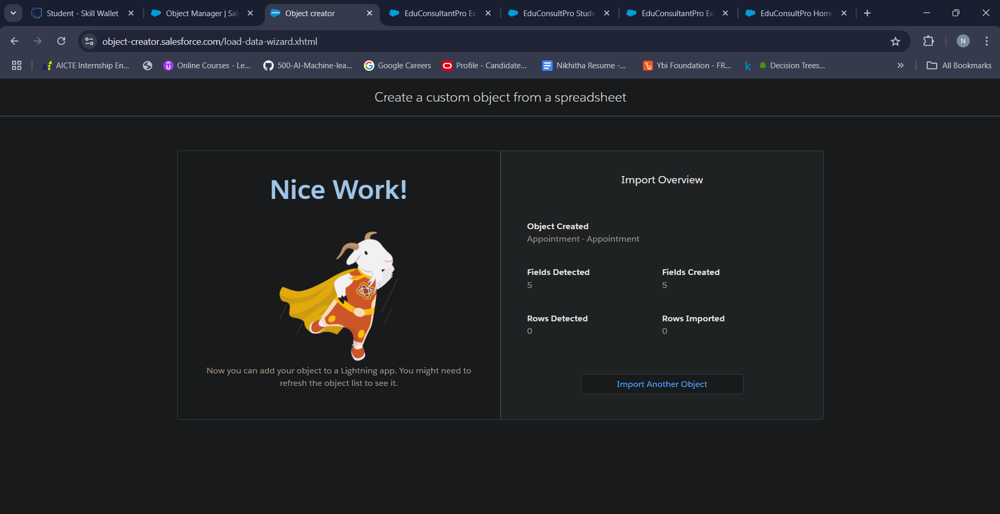 Student - Skill Wallet
Object Manager | Sal
Object creator
EduConsultantPro Ex
EduConsultPro Stude
EduConsultantPro Ex
EduConsultPro Home
object-creator.salesforce.com/load-data-wizard.xhtml
N
AICTE Internship En...
Online Courses - Le...
500-AI-Machine-lea...
Google Careers
Profile - Candidate...
Nikhitha Resume -...
Ybi Foundation - FR...
Decision Trees...
All Bookmarks
Create a custom object from a spreadsheet
Nice Work!
Now you can add your object to a Lightning app. You might need to
refresh the object list to see it.
Import Overview
Object Created
Appointment - Appointment
Fields Detected
5
Fields Created
5
Rows Detected
0
Rows Imported
0
Import Another Object